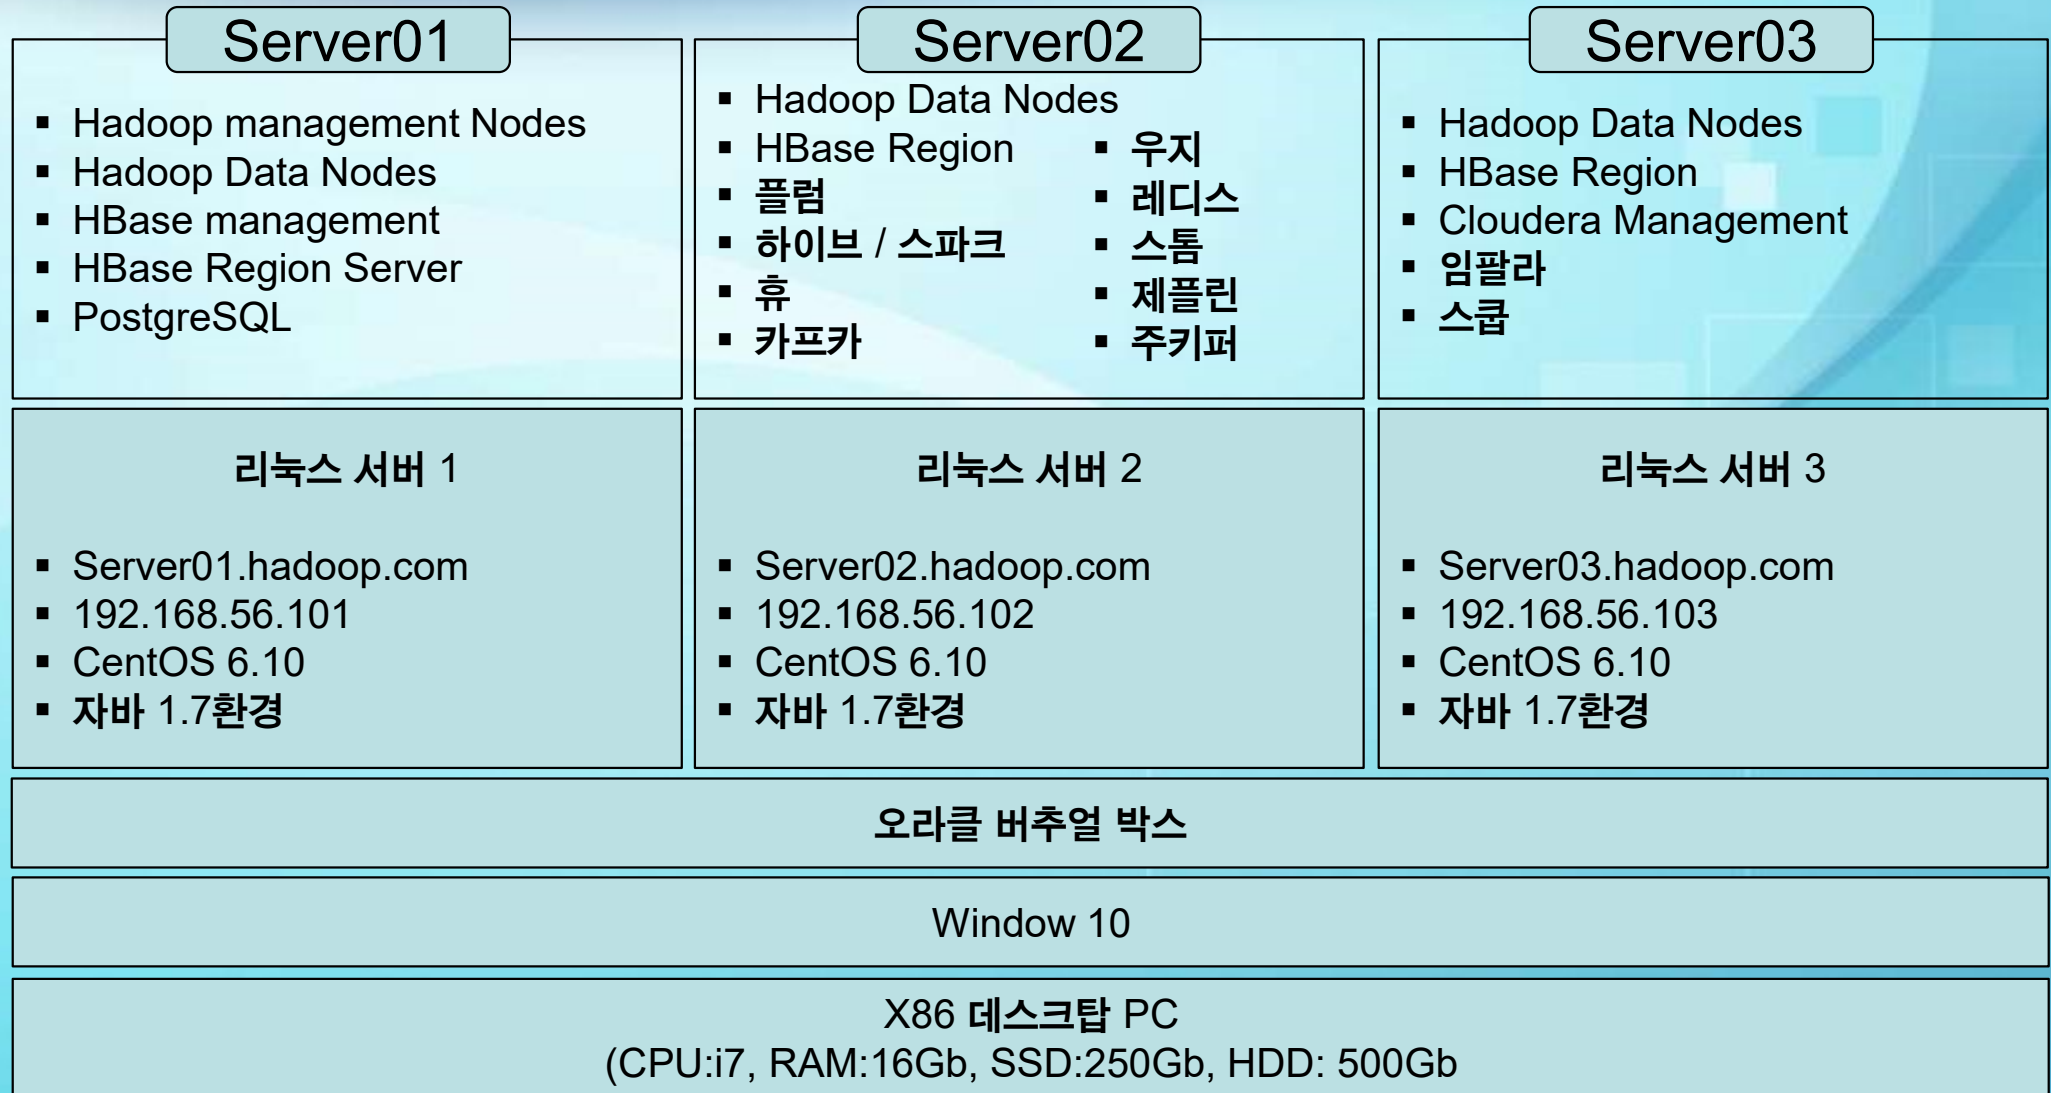 Server01
Hadoop management Nodes
Hadoop Data Nodes
HBase management
HBase Region Server
PostgreSQL
Server02
Hadoop Data Nodes
HBase Region
플럼
하이브 / 스파크
휴
카프카
우지
레디스
스톰
제플린
주키퍼
Server03
Hadoop Data Nodes
HBase Region
Cloudera Management
임팔라
스쿱
리눅스 서버 1
Server01.hadoop.com
192.168.56.101
CentOS 6.10
자바 1.7환경
리눅스 서버 2
Server02.hadoop.com
192.168.56.102
CentOS 6.10
자바 1.7환경
리눅스 서버 3
Server03.hadoop.com
192.168.56.103
CentOS 6.10
자바 1.7환경
오라클 버추얼 박스
Window 10
X86 데스크탑 PC
(CPU:i7, RAM:16Gb, SSD:250Gb, HDD: 500Gb